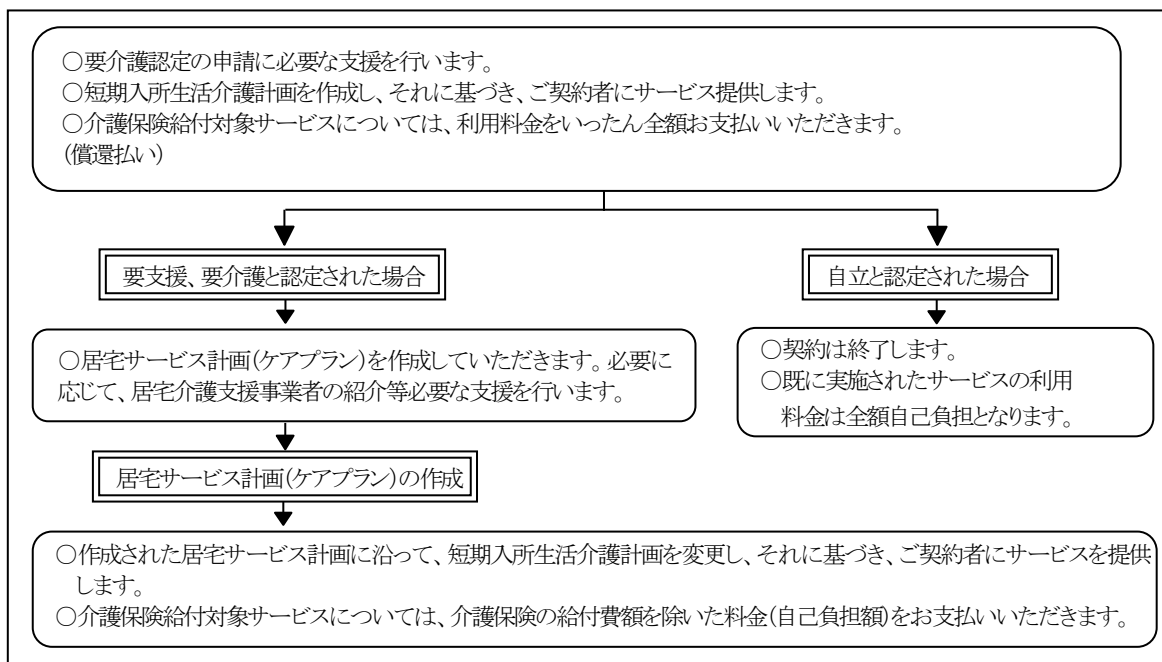 ○要介護認定の申請に必要な支援を行います。
○短期入所生活介護計画を作成し、それに基づき、ご契約者にサービス提供します。
○介護保険給付対象サービスについては、利用料金をいったん全額お支払いいただきます。
(償還払い)
要支援、要介護と認定された場合
自立と認定された場合
○居宅サービス計画(ケアプラン)を作成していただきます。必要に
応じて、居宅介護支援事業者の紹介等必要な支援を行います。
○契約は終了します。
○既に実施されたサービスの利用
料金は全額自己負担となります。
居宅サービス計画(ケアプラン)の作成
○作成された居宅サービス計画に沿って、短期入所生活介護計画を変更し、それに基づき、ご契約者にサービスを提供
します。
○介護保険給付対象サービスについては、介護保険の給付費額を除いた料金(自己負担額)をお支払いいただきます。